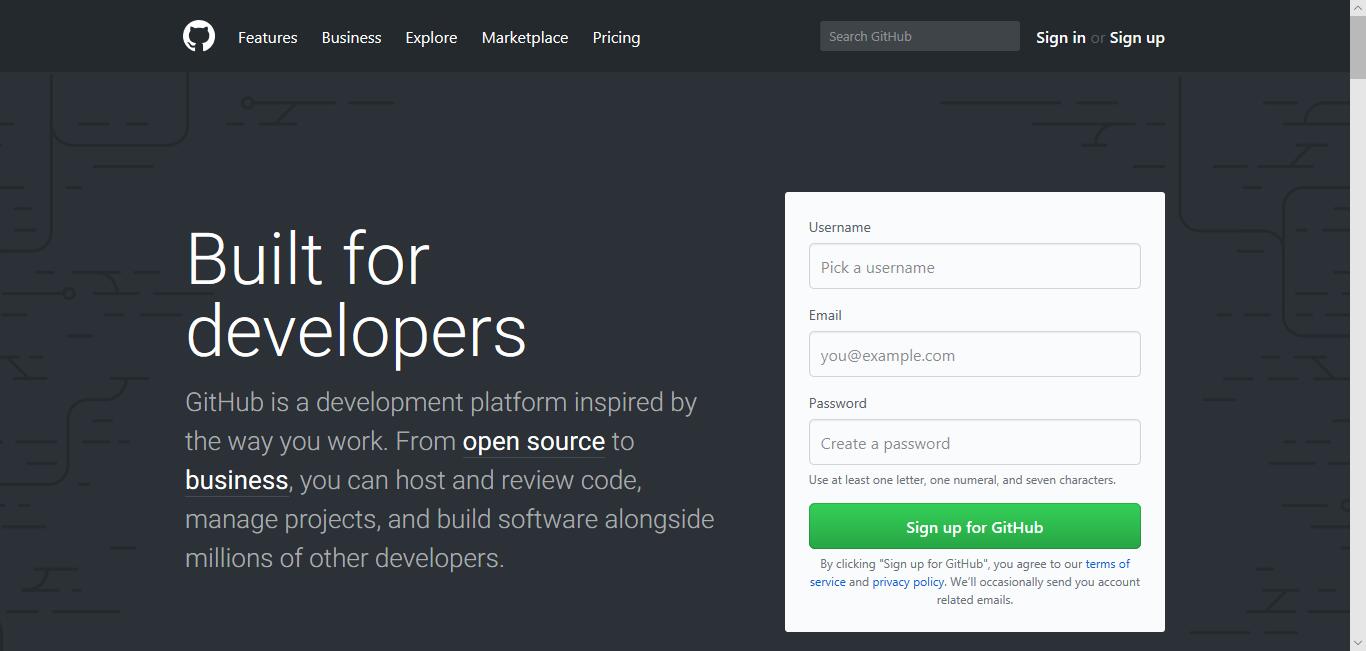 Features Business Explore Marketplace Pricing Search GitHub Sign in or Sign up
Built for
developers
GitHub is a development platform inspired by
the way you work. From open source to
business, you can host and review code,
manage projects, and build software alongside
millions of other developers.
Username
Pick a username
Email
you@example.com
Password
Create a password
Use at least one letter, one numeral, and seven characters.
Sign up for GitHub
By clicking "Sign up for GitHub", you agree to our terms of
service and privacy policy. We'll occasionally send you account
related emails.